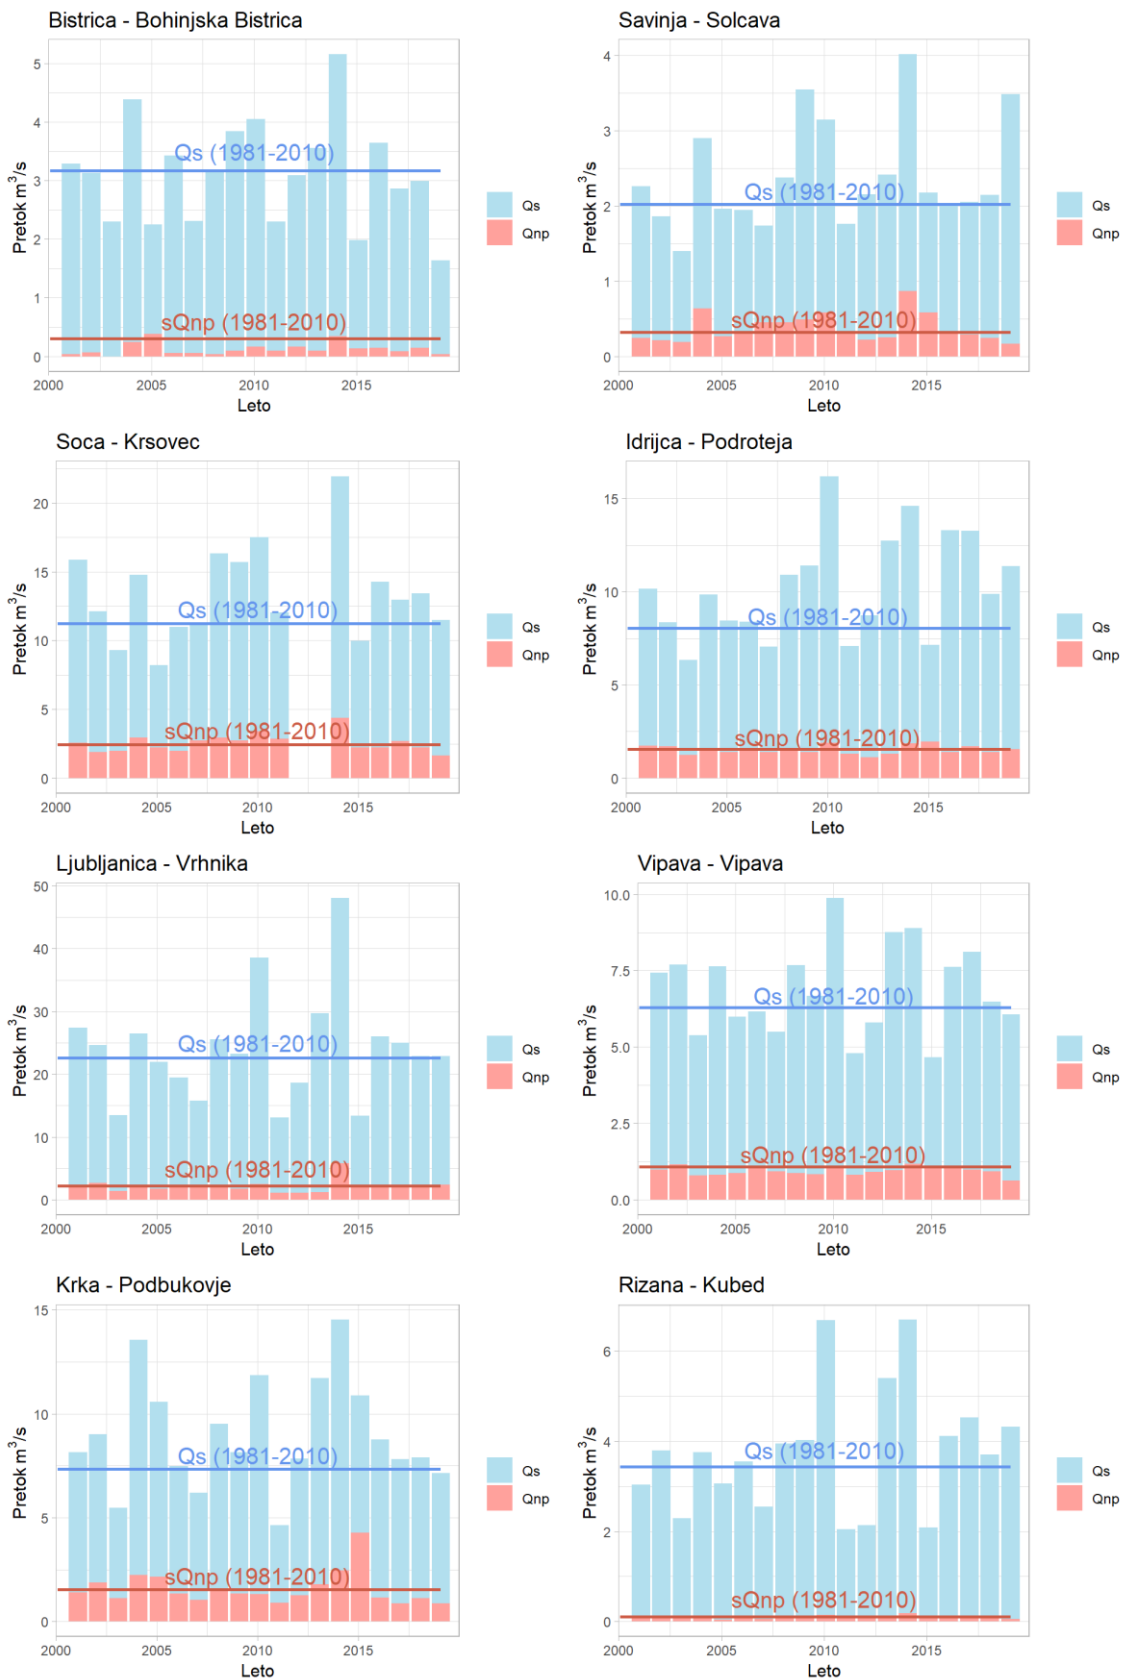 Bistrica - Bohinjska Bistrica
Pretok m³/s
5
4
3
2
1
0
Qs (1981-2010)
sQnp (1981-2010)
2000
2005
2010
2015
Leto
Qs
Qnp
Savinja - Solcava
Pretok m³/s
4
3
2
1
0
Qs (1981-2010)
sQnp (1981-2010)
2000
2005
2010
2015
Leto
Qs
Qnp
Soca - Krsovec
Pretok m³/s
20
15
10
5
0
Qs (1981-2010)
sQnp (1981-2010)
2000
2005
2010
2015
Leto
Qs
Qnp
Idrijca - Podroteja
Pretok m³/s
15
10
5
0
Qs (1981-2010)
sQnp (1981-2010)
2000
2005
2010
2015
Leto
Qs
Qnp
Ljubljanica - Vrhnika
Pretok m³/s
50
40
30
20
10
0
Qs (1981-2010)
sQnp (1981-2010)
2000
2005
2010
2015
Leto
Qs
Qnp
Vipava - Vipava
Pretok m³/s
10.0
7.5
5.0
2.5
0.0
Qs (1981-2010)
sQnp (1981-2010)
2000
2005
2010
2015
Leto
Qs
Qnp
Krka - Podbukovje
Pretok m³/s
15
10
5
0
Qs (1981-2010)
sQnp (1981-2010)
2000
2005
2010
2015
Leto
Qs
Qnp
Rizana - Kubed
Pretok m³/s
6
4
2
0
Qs (1981-2010)
sQnp (1981-2010)
2000
2005
2010
2015
Leto
Qs
Qnp